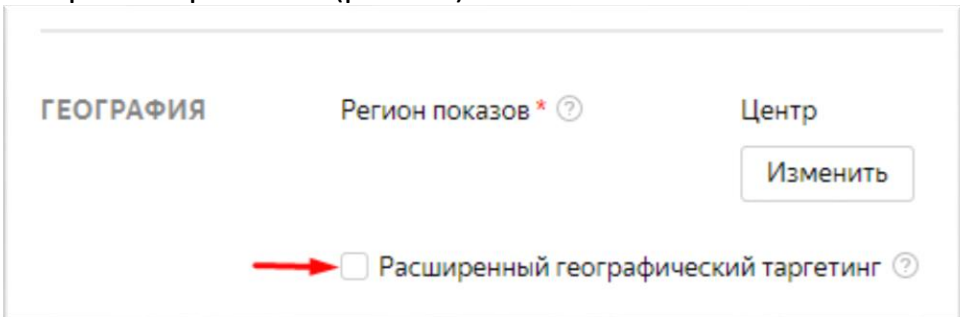 ГЕОГРАФИЯ Регион показов * ? Центр
Изменить
Расширенный географический таргетинг ?